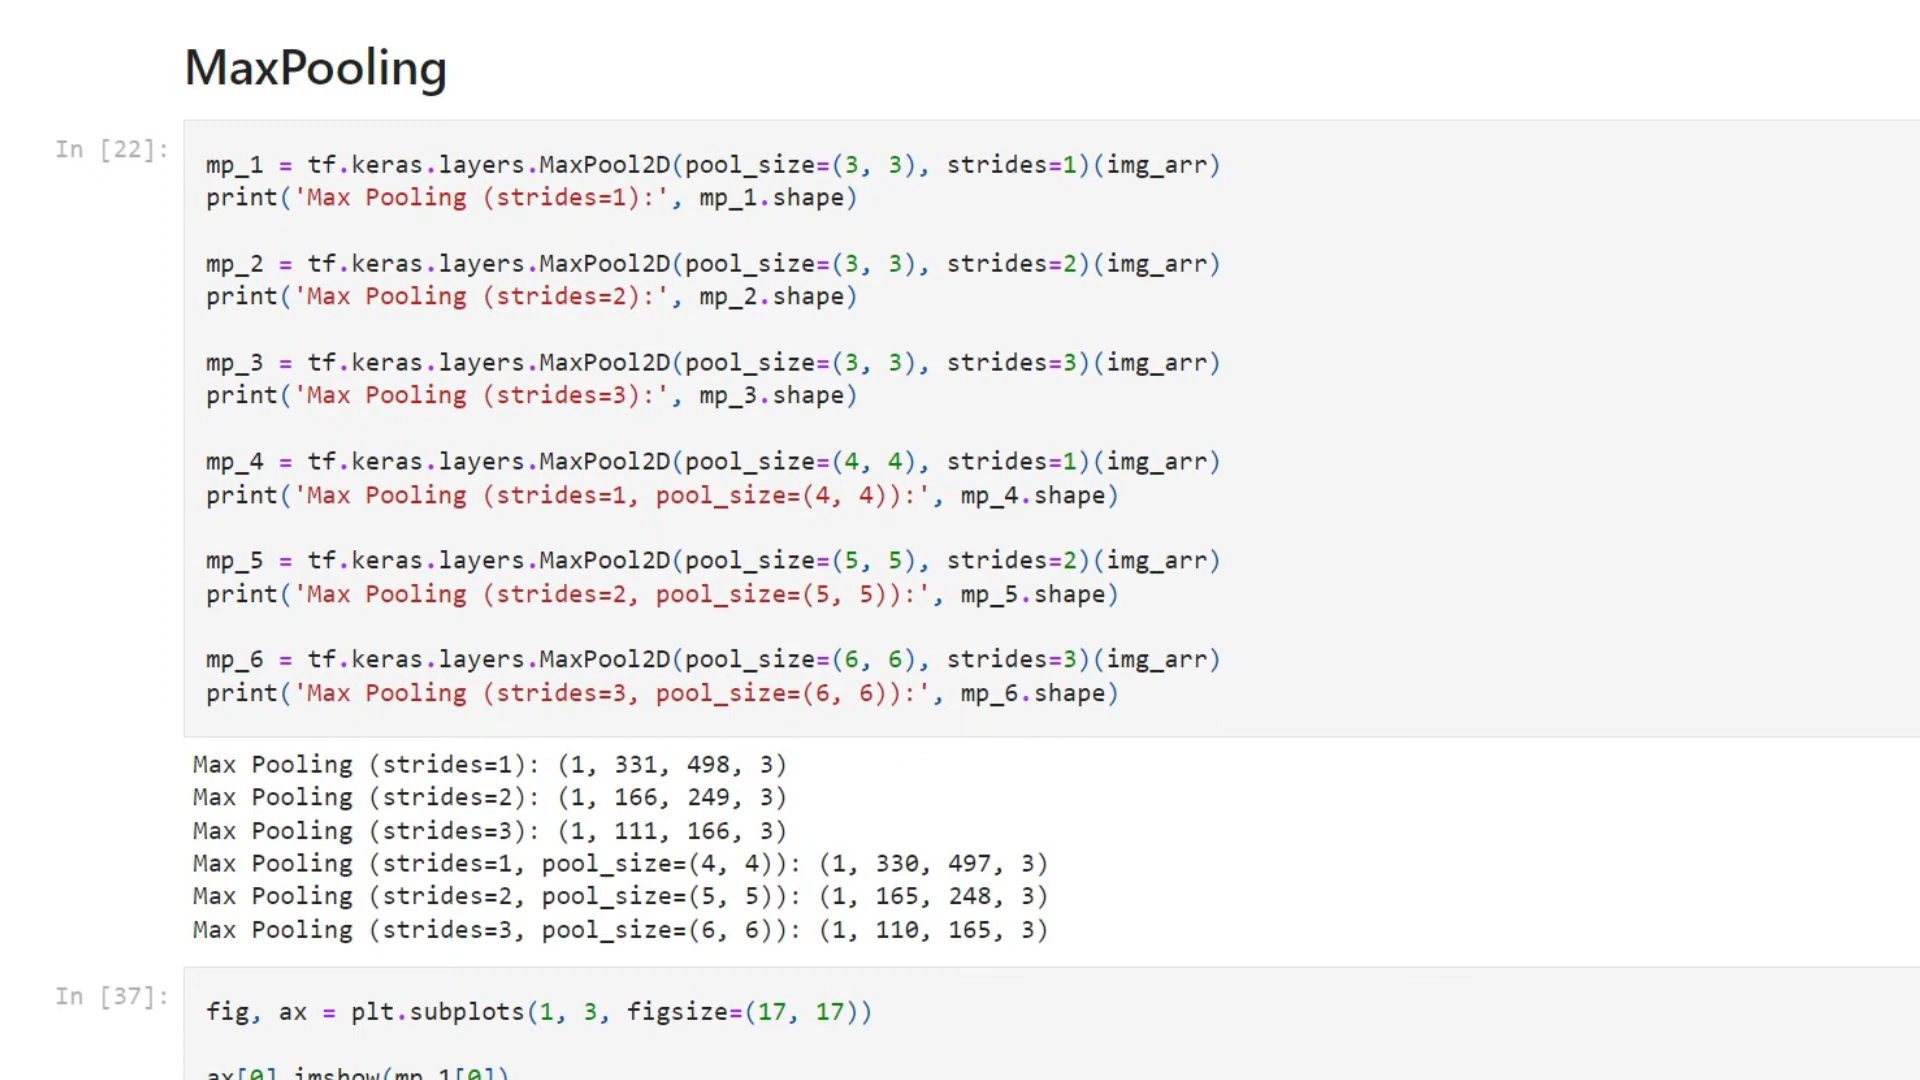 MaxPooling
In [22]:
mp_1 = tf.keras.layers.MaxPool2D(pool_size=(3, 3), strides=1)(img_arr)
print('Max Pooling (strides=1):', mp_1.shape)
mp_2 = tf.keras.layers.MaxPool2D(pool_size=(3, 3), strides=2)(img_arr)
print('Max Pooling (strides=2):', mp_2.shape)
mp_3 = tf.keras.layers.MaxPool2D(pool_size=(3, 3), strides=3)(img_arr)
print('Max Pooling (strides=3):', mp_3.shape)
mp_4 = tf.keras.layers.MaxPool2D(pool_size=(4, 4), strides=1)(img_arr)
print('Max Pooling (strides=1, pool_size=(4, 4)):', mp_4.shape)
mp_5 = tf.keras.layers.MaxPool2D(pool_size=(5, 5), strides=2)(img_arr)
print('Max Pooling (strides=2, pool_size=(5, 5)):', mp_5.shape)
mp_6 = tf.keras.layers.MaxPool2D(pool_size=(6, 6), strides=3)(img_arr)
print('Max Pooling (strides=3, pool_size=(6, 6)):', mp_6.shape)
Max Pooling (strides=1): (1, 331, 498, 3)
Max Pooling (strides=2): (1, 166, 249, 3)
Max Pooling (strides=3): (1, 111, 166, 3)
Max Pooling (strides=1, pool_size=(4, 4)): (1, 330, 497, 3)
Max Pooling (strides=2, pool_size=(5, 5)): (1, 165, 248, 3)
Max Pooling (strides=3, pool_size=(6, 6)): (1, 110, 165, 3)
In [37]:
fig, ax = plt.subplots(1, 3, figsize=(17, 17))
ax[0].imshow(mp_1[0])